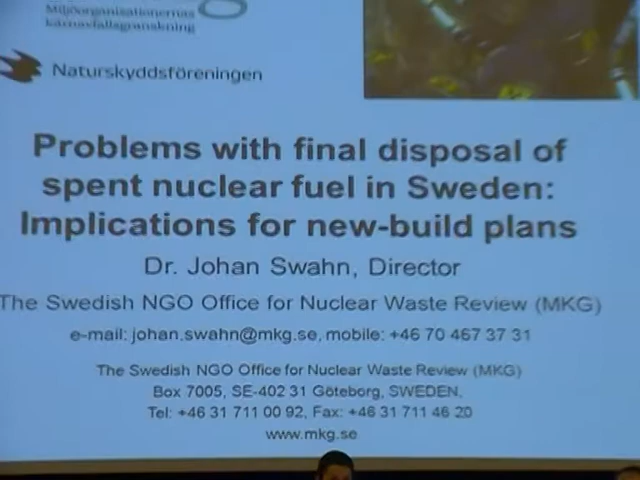 Miljöorganisationernas
kärnavfallsgranskning
Naturskyddsföreningen
Problems with final disposal of
spent nuclear fuel in Sweden:
Implications for new-build plans
Dr. Johan Swahn, Director
The Swedish NGO Office for Nuclear Waste Review (MKG)
e-mail: johan.swahn@mkg.se, mobile: +46 70 467 37 31
The Swedish NGO Office for Nuclear Waste Review (MKG)
Box 7005, SE-402 31 Göteborg, SWEDEN,
Tel: +46 31 711 00 92, Fax: +46 31 711 46 20
www.mkg.se